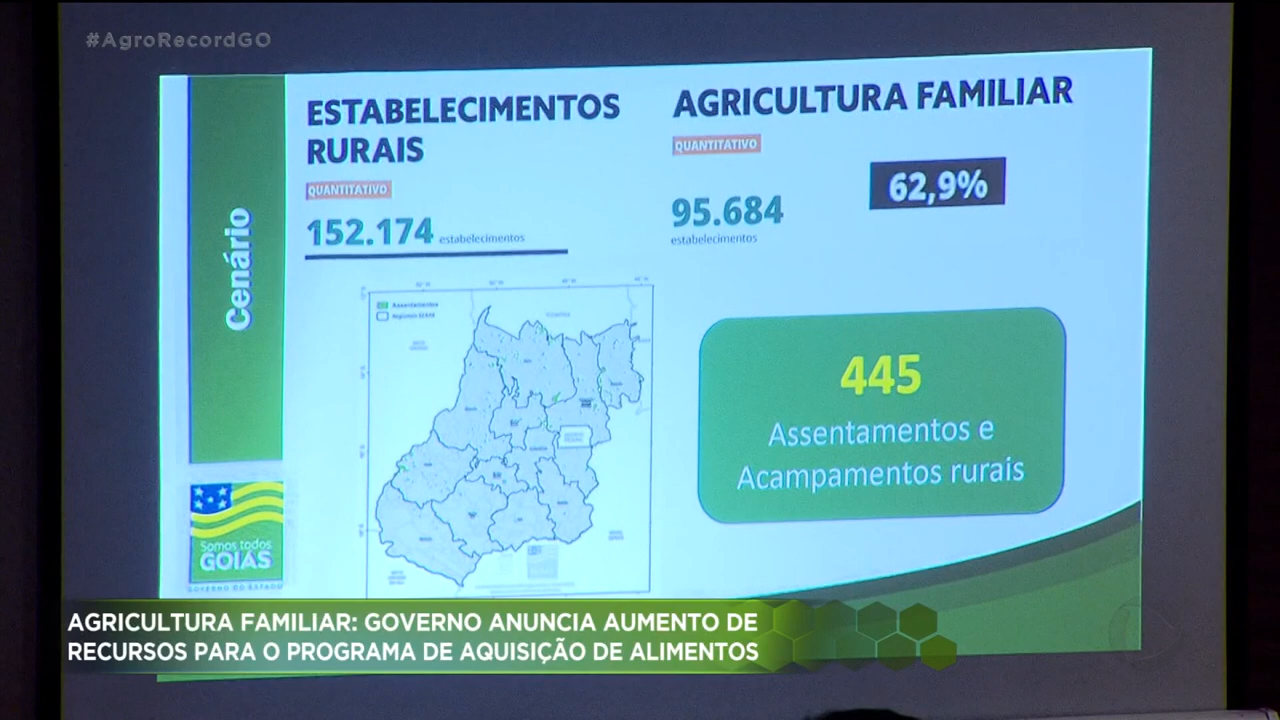 #AgroRecordGO
Cenário
ESTABELECIMENTOS
RURAIS
QUANTITATIVO
152.174 estabelecimentos
AGRICULTURA FAMILIAR
QUANTITATIVO
95.684
estabelecimentos
62,9%
Assentamentos
445
Assentamentos e
Acampamentos rurais
Somos todos
GOIÁS
GOVERNO DO ESTADO
AGRICULTURA FAMILIAR: GOVERNO ANUNCIA AUMENTO DE
RECURSOS PARA O PROGRAMA DE AQUISIÇÃO DE ALIMENTOS